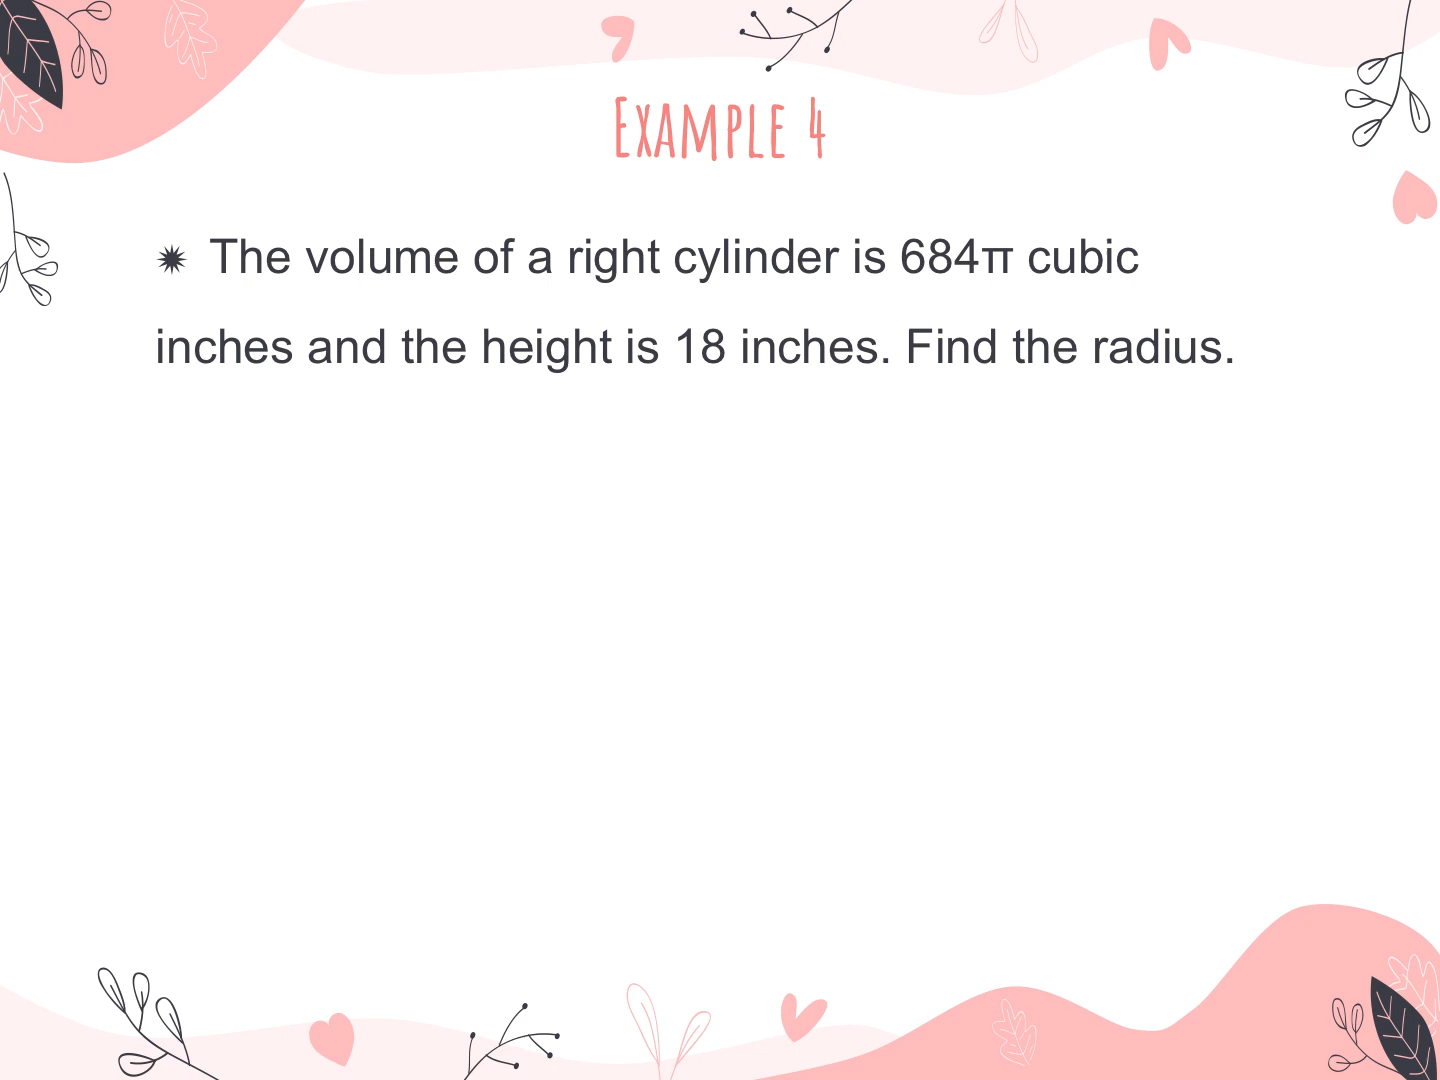 Example 4
✹ The volume of a right cylinder is 684π cubic
inches and the height is 18 inches. Find the radius.